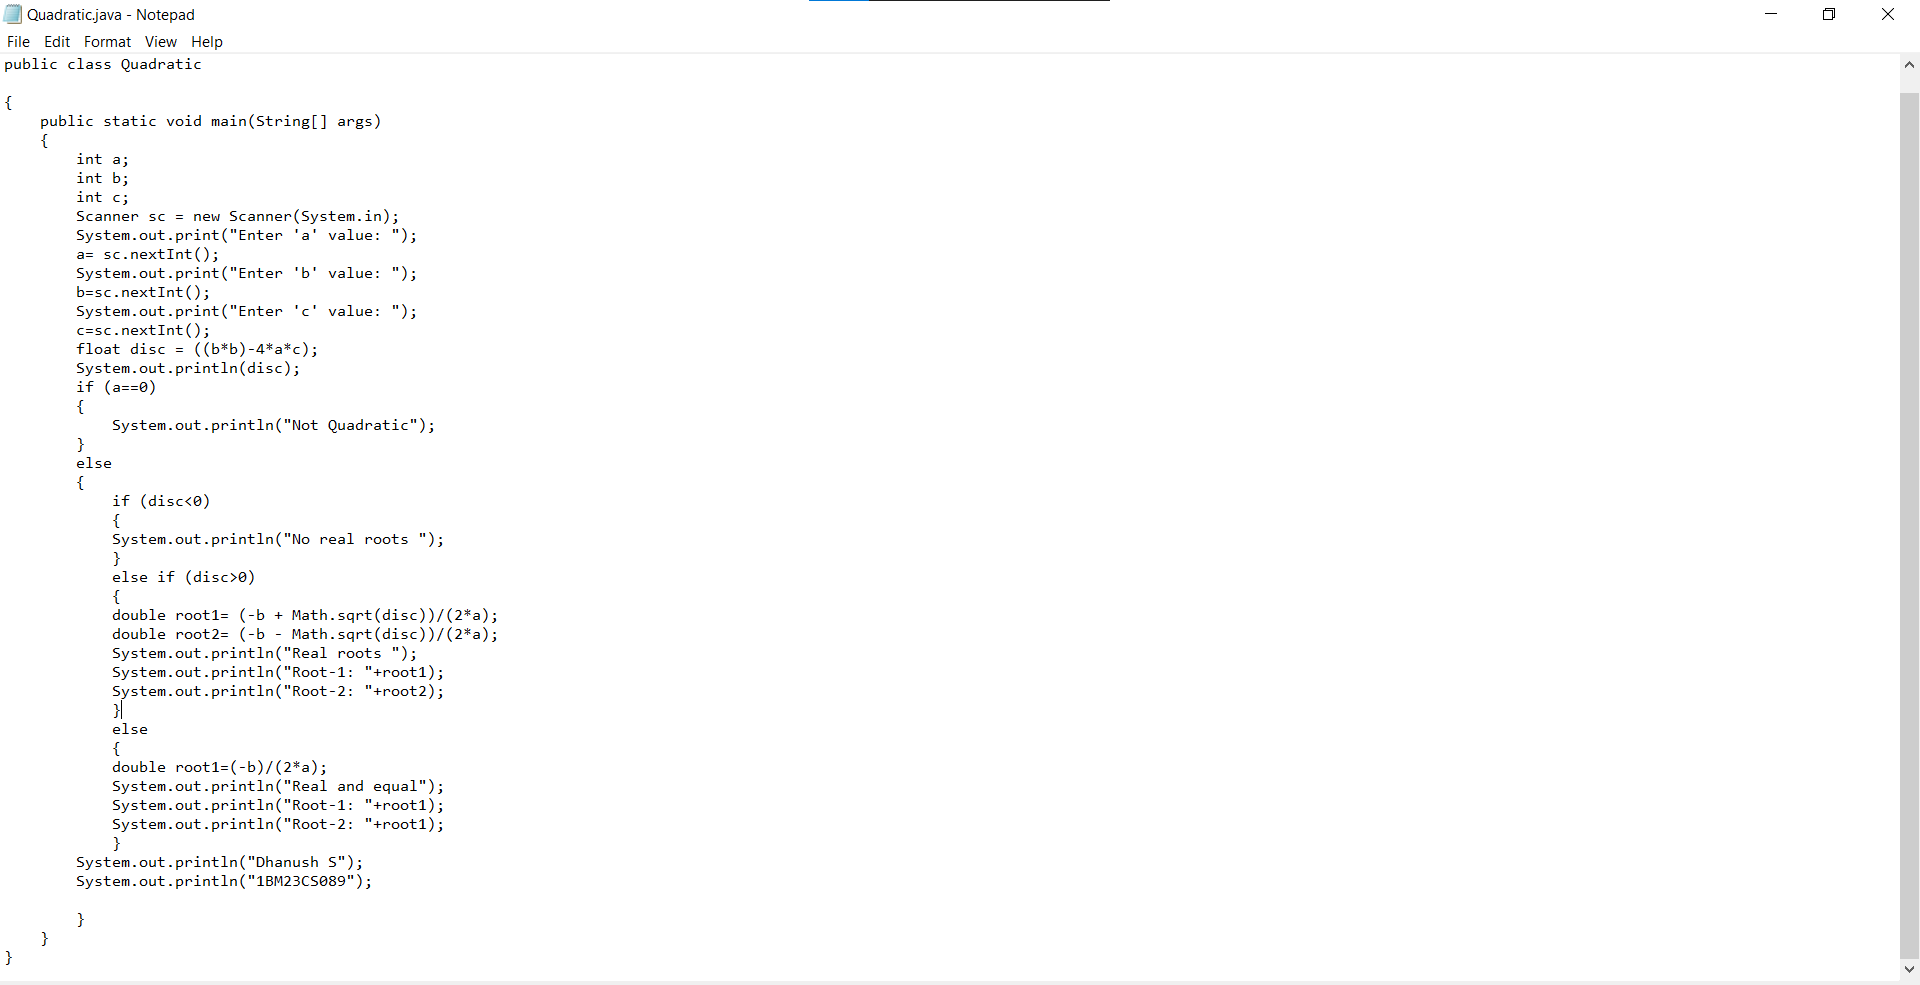 Quadratic.java - Notepad
File Edit Format View Help
public class Quadratic

{
    public static void main(String[] args)
    {
        int a;
        int b;
        int c;
        Scanner sc = new Scanner(System.in);
        System.out.print("Enter 'a' value: ");
        a= sc.nextInt();
        System.out.print("Enter 'b' value: ");
        b=sc.nextInt();
        System.out.print("Enter 'c' value: ");
        c=sc.nextInt();
        float disc = ((b*b)-4*a*c);
        System.out.println(disc);
        if (a==0)
        {
            System.out.println("Not Quadratic");
        }
        else
        {
            if (disc<0)
            {
            System.out.println("No real roots ");
            }
            else if (disc>0)
            {
            double root1= (-b + Math.sqrt(disc))/(2*a);
            double root2= (-b - Math.sqrt(disc))/(2*a);
            System.out.println("Real roots ");
            System.out.println("Root-1: "+root1);
            System.out.println("Root-2: "+root2);
            }
            else
            {
            double root1=(-b)/(2*a);
            System.out.println("Real and equal");
            System.out.println("Root-1: "+root1);
            System.out.println("Root-2: "+root1);
            }
        System.out.println("Dhanush S");
        System.out.println("1BM23CS089");

        }
    }
}